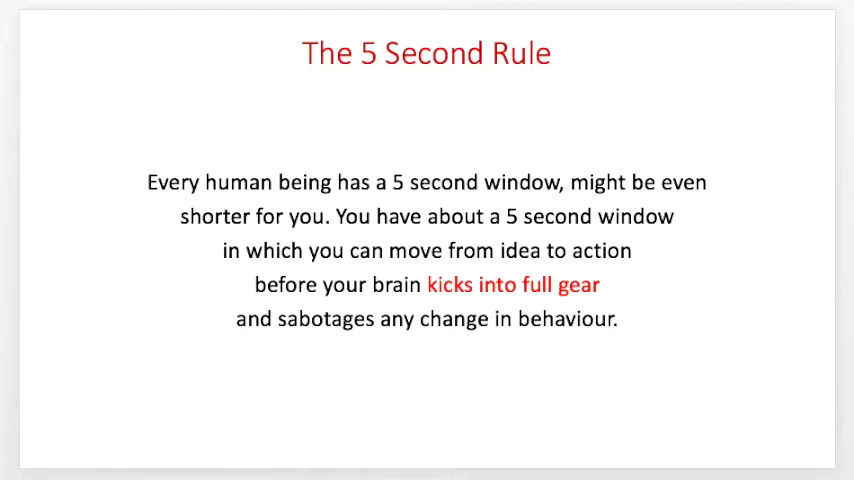 The 5 Second Rule
Every human being has a 5 second window, might be even
shorter for you. You have about a 5 second window
in which you can move from idea to action
before your brain kicks into full gear
and sabotages any change in behaviour.